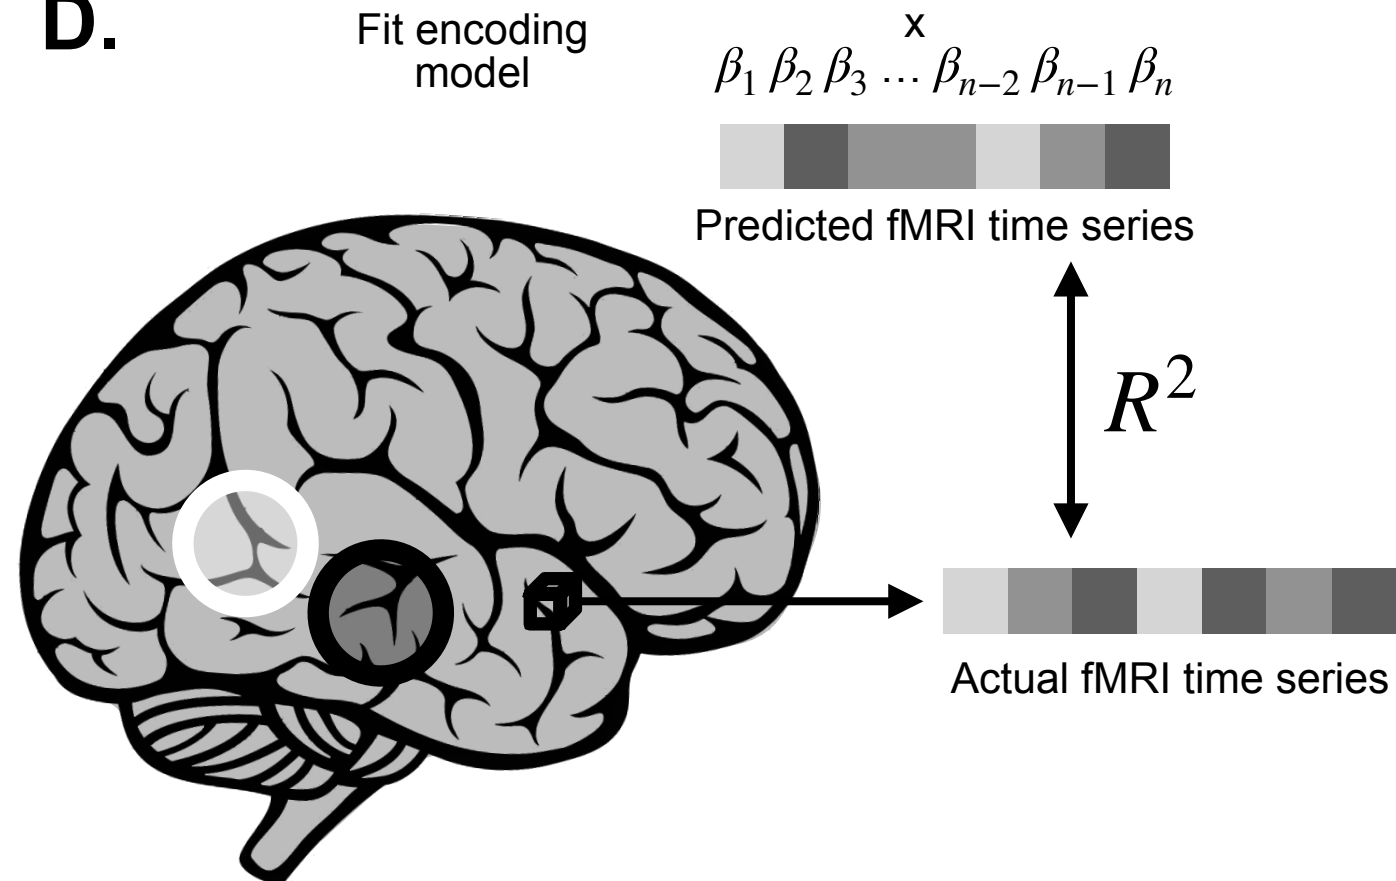 D.
Fit encoding
model
x
β₁ β₂ β₃ ... βₙ₋₂ βₙ₋₁ βₙ
Predicted fMRI time series
R²
Actual fMRI time series